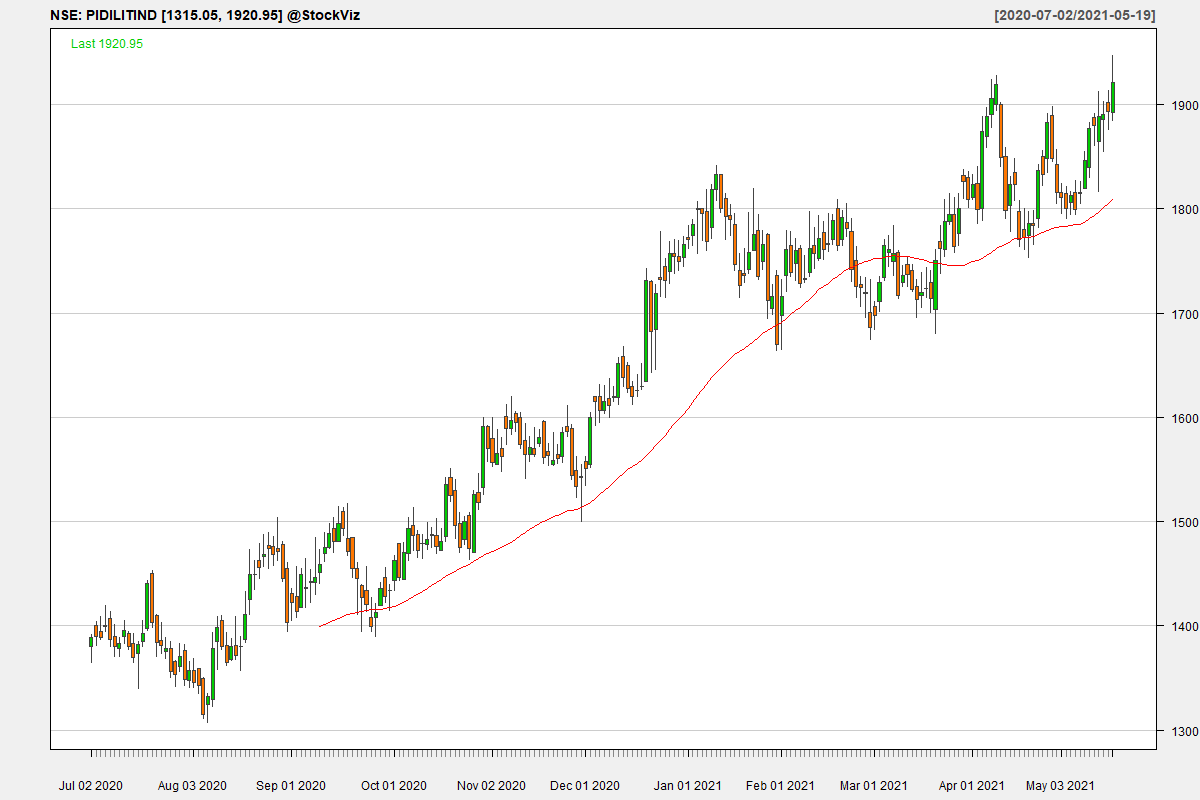 NSE: PIDILITIND [1315.05, 1920.95] @StockViz
[2020-07-02/2021-05-19]
Last 1920.95
1900
1800
1700
1600
1500
1400
1300
Jul 02 2020 Aug 03 2020 Sep 01 2020 Oct 01 2020 Nov 02 2020 Dec 01 2020 Jan 01 2021 Feb 01 2021 Mar 01 2021 Apr 01 2021 May 03 2021